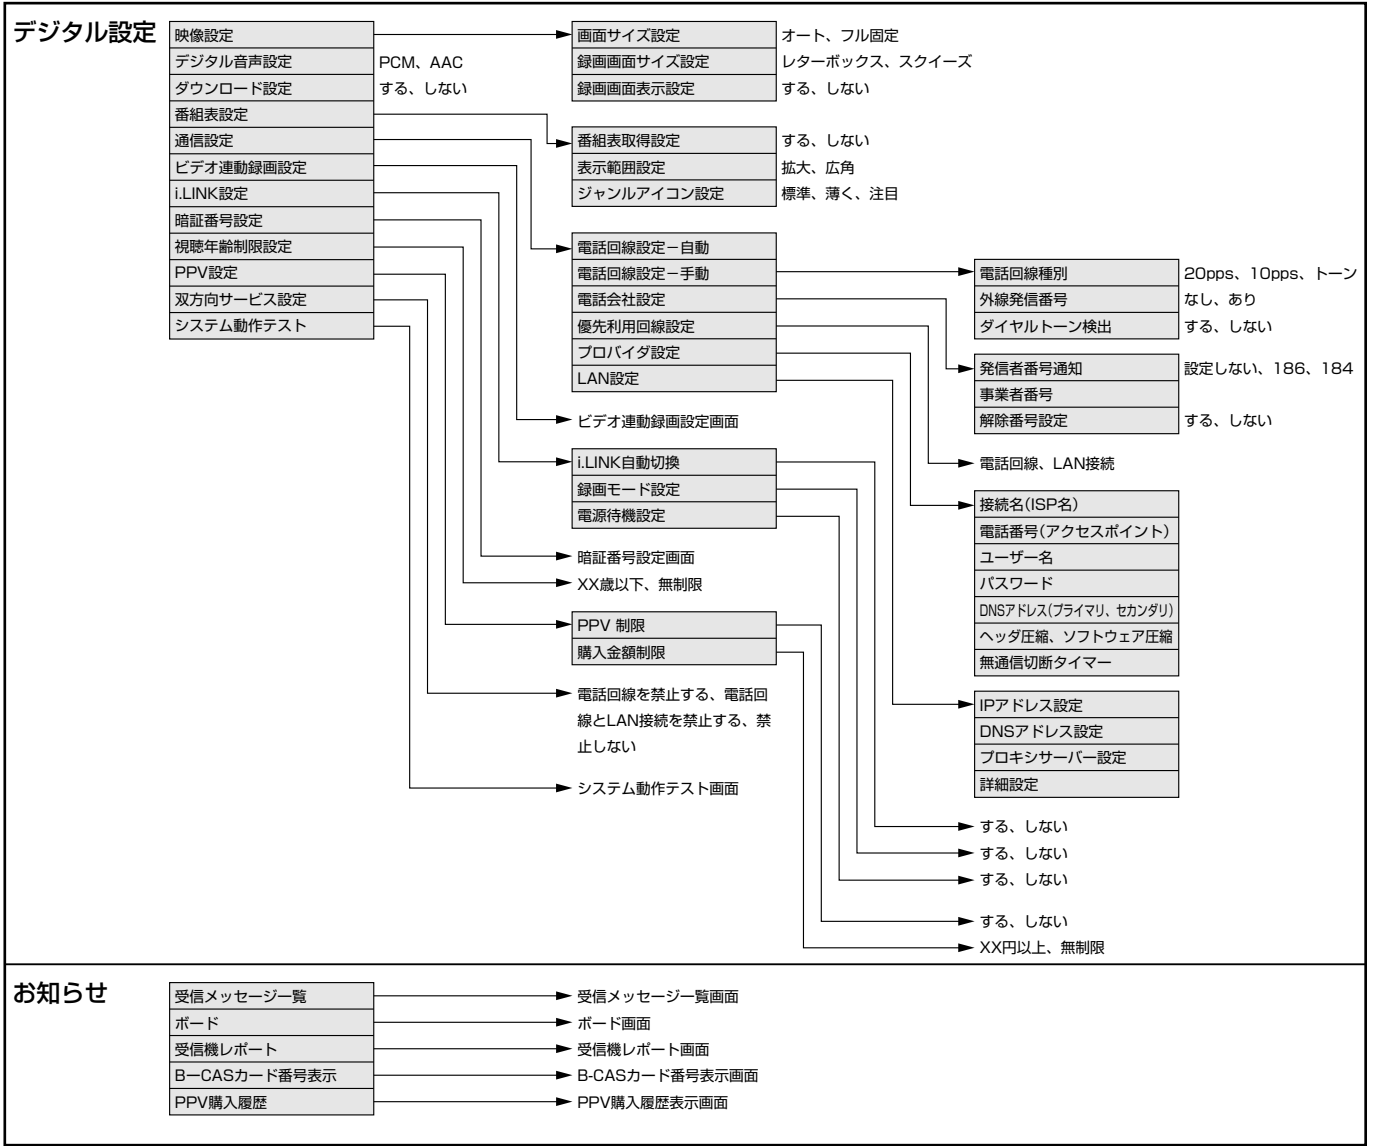 デジタル設定
映像設定
デジタル音声設定 PCM、AAC
ダウンロード設定 する、しない
番組表設定
通信設定
ビデオ連動録画設定
i.LINK設定
暗証番号設定
視聴年齢制限設定
PPV設定
双方向サービス設定
システム動作テスト
画面サイズ設定 オート、フル固定
録画画面サイズ設定 レターボックス、スクイーズ
録画画面表示設定 する、しない
番組表取得設定 する、しない
表示範囲設定 拡大、広角
ジャンルアイコン設定 標準、薄く、注目
電話回線設定－自動
電話回線設定－手動
電話会社設定
優先利用回線設定
プロバイダ設定
LAN設定
ビデオ連動録画設定画面
i.LINK自動切換
録画モード設定
電源待機設定
暗証番号設定画面
XX歳以下、無制限
PPV 制限
購入金額制限
電話回線を禁止する、電話回
線とLAN接続を禁止する、禁
止しない
システム動作テスト画面
電話回線種別 20pps、10pps、トーン
外線発信番号 なし、あり
ダイヤルトーン検出 する、しない
発信者番号通知 設定しない、186、184
事業者番号
解除番号設定 する、しない
電話回線、LAN接続
接続名(ISP名)
電話番号(アクセスポイント)
ユーザー名
パスワード
DNSアドレス(プライマリ、セカンダリ)
ヘッダ圧縮、ソフトウェア圧縮
無通信切断タイマー
IPアドレス設定
DNSアドレス設定
プロキシサーバー設定
詳細設定
する、しない
する、しない
する、しない
する、しない
XX円以上、無制限
お知らせ
受信メッセージ一覧 受信メッセージ一覧画面
ボード ボード画面
受信機レポート 受信機レポート画面
BーCASカード番号表示 B-CASカード番号表示画面
PPV購入履歴 PPV購入履歴表示画面